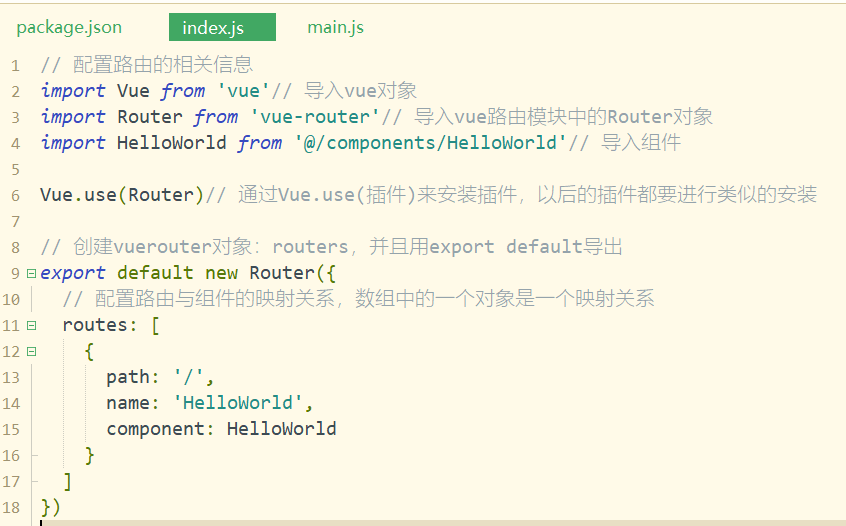 package.json index.js main.js
1 // 配置路由的相关信息
2 import Vue from 'vue'// 导入vue对象
3 import Router from 'vue-router'// 导入vue路由模块中的Router对象
4 import HelloWorld from '@/components/HelloWorld'// 导入组件
5
6 Vue.use(Router)// 通过Vue.use(插件)来安装插件，以后的插件都要进行类似的安装
7
8 // 创建vuerouter对象：routers，并且用export default导出
9 export default new Router({
10 // 配置路由与组件的映射关系，数组中的一个对象是一个映射关系
11 routes: [
12 {
13 path: '/',
14 name: 'HelloWorld',
15 component: HelloWorld
16 }
17 ]
18 })